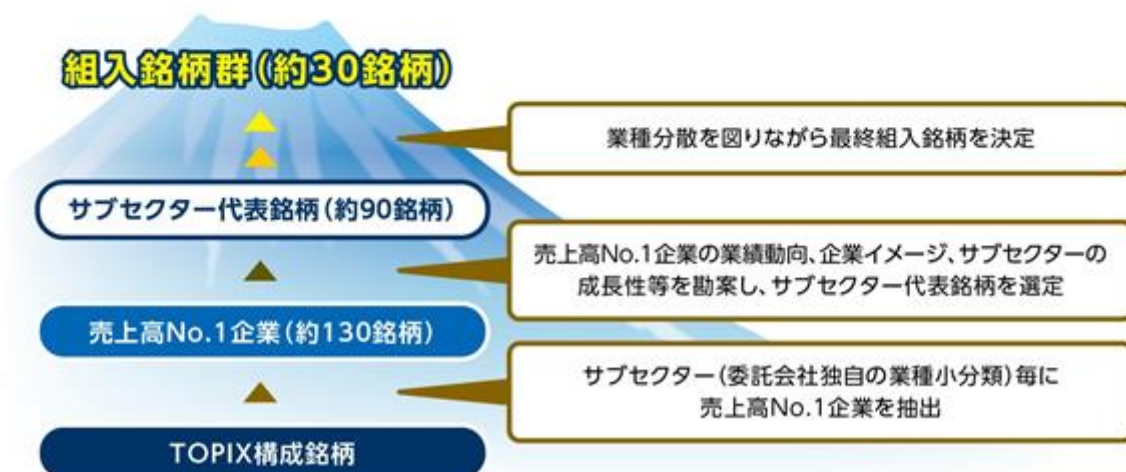 組入銘柄群(約30銘柄)
業種分散を図りながら最終組入銘柄を決定
サブセクター代表銘柄(約90銘柄)
売上高No.1企業の業績動向、企業イメージ、サブセクターの
成長性等を勘案し、サブセクター代表銘柄を選定
売上高No.1企業(約130銘柄)
サブセクター(委託会社独自の業種小分類)毎に
売上高No.1企業を抽出
TOPIX構成銘柄